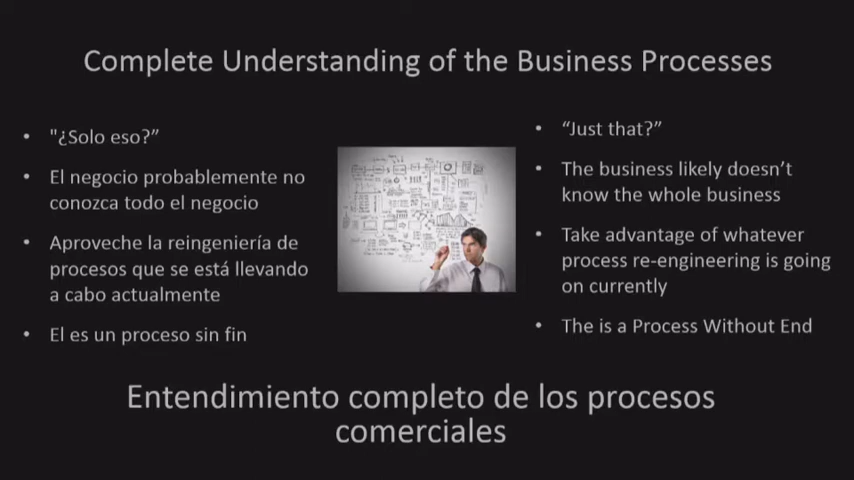 Complete Understanding of the Business Processes
• "¿Solo eso?”
• El negocio probablemente no
conozca todo el negocio
• Aproveche la reingeniería de
procesos que se está llevando
a cabo actualmente
• El es un proceso sin fin
• “Just that?”
• The business likely doesn’t
know the whole business
• Take advantage of whatever
process re-engineering is going
on currently
• The is a Process Without End
Entendimiento completo de los procesos
comerciales